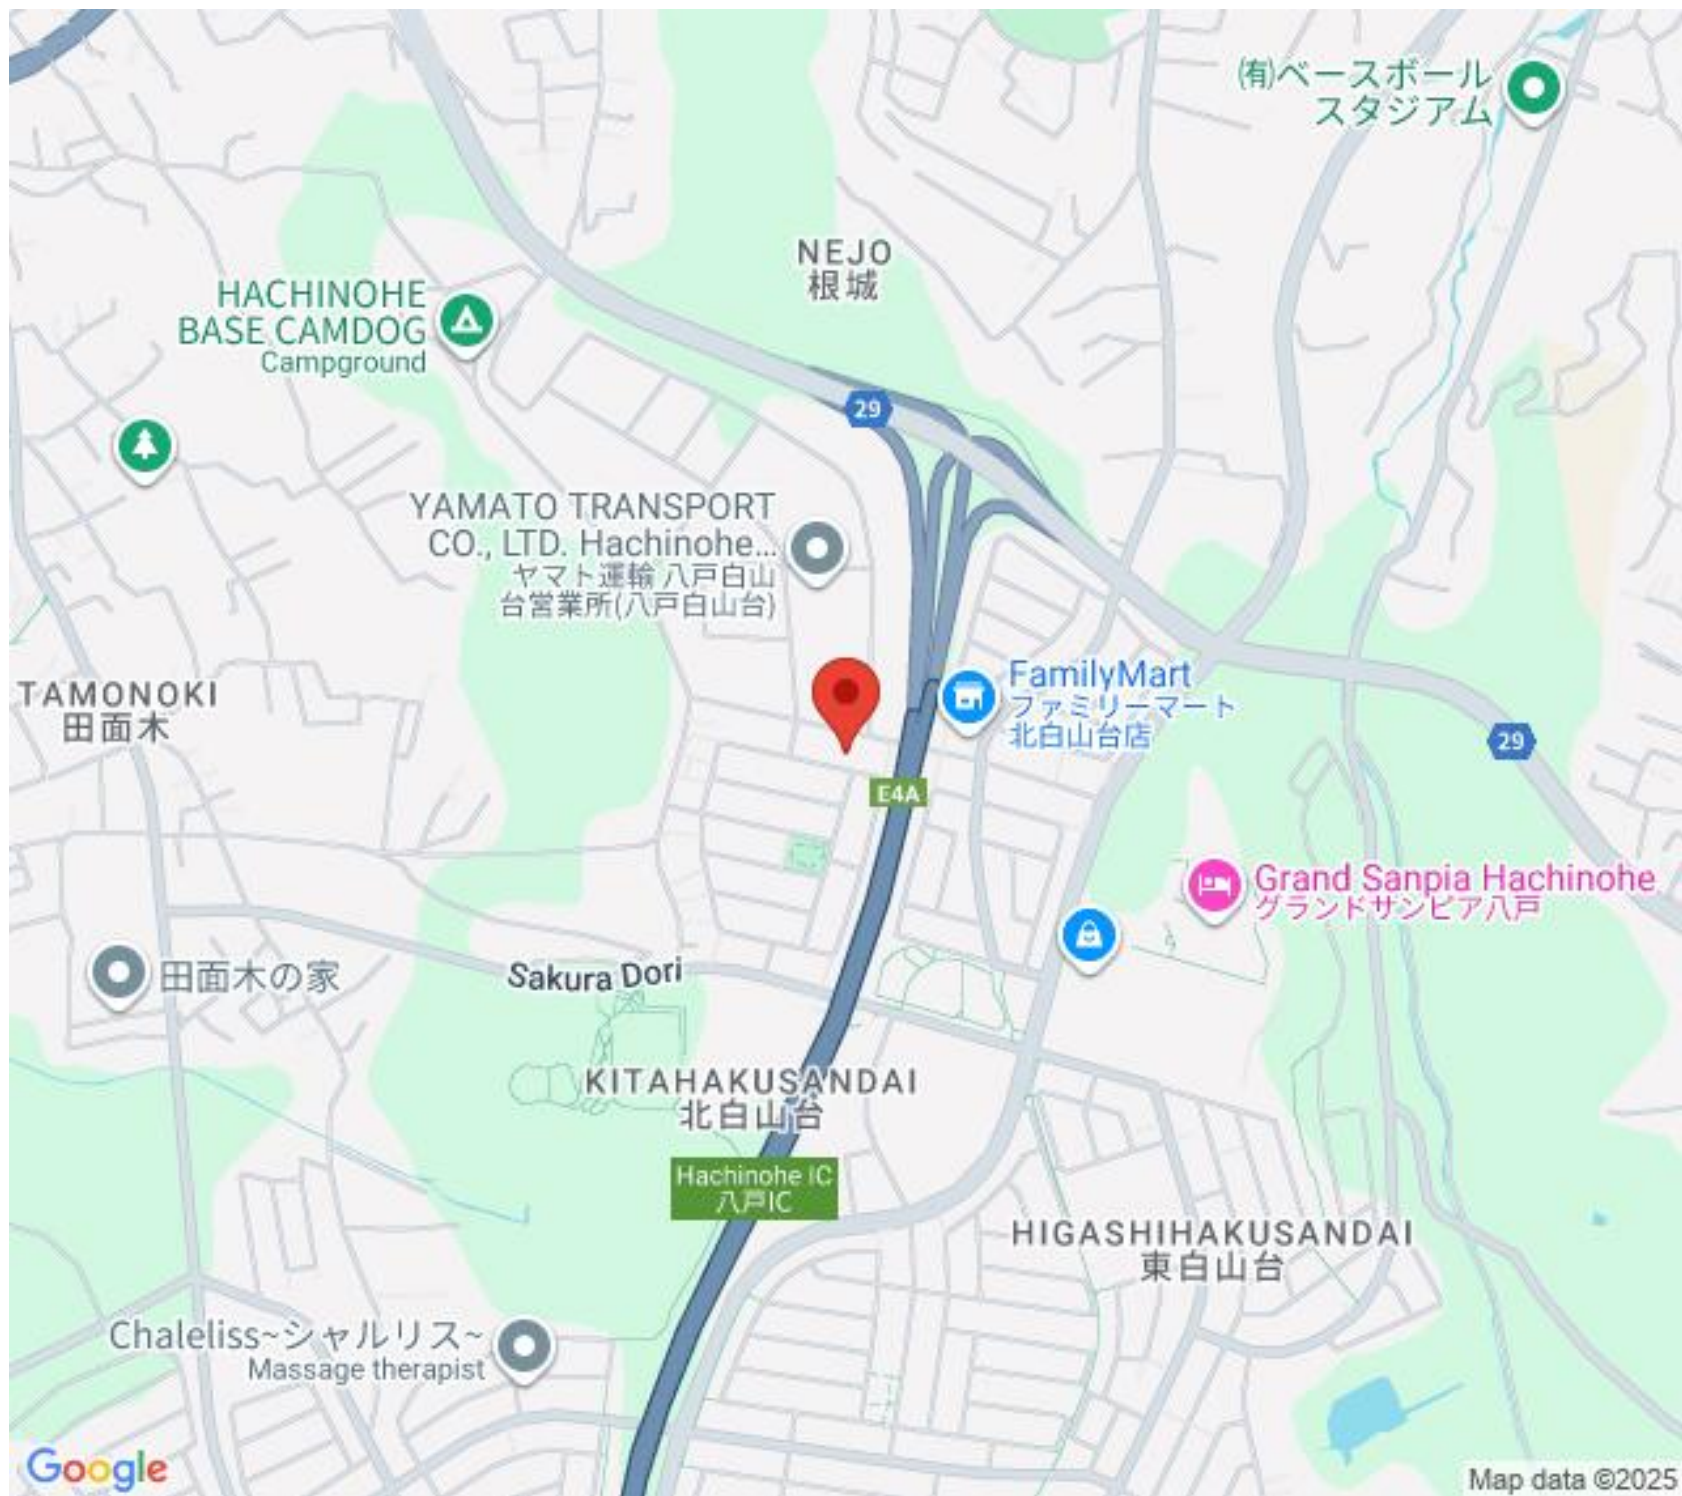 (有)ベースボール
スタジアム
NEJO
根城
HACHINOHE
BASE CAMDOG
Campground
29
YAMATO TRANSPORT
CO., LTD. Hachinohe...
ヤマト運輸 八戸白山
台営業所(八戸白山台)
FamilyMart
ファミリーマート
北白山台店
TAMONOKI
田面木
29
E4A
Grand Sanpia Hachinohe
グランドサンピア八戸
田面木の家
Sakura Dori
KITAHAKUSANDAI
北白山台
Hachinohe IC
八戸IC
HIGASHIHAKUSANDAI
東白山台
Chaleliss~シャルリス~
Massage therapist
Google
Map data ©2025